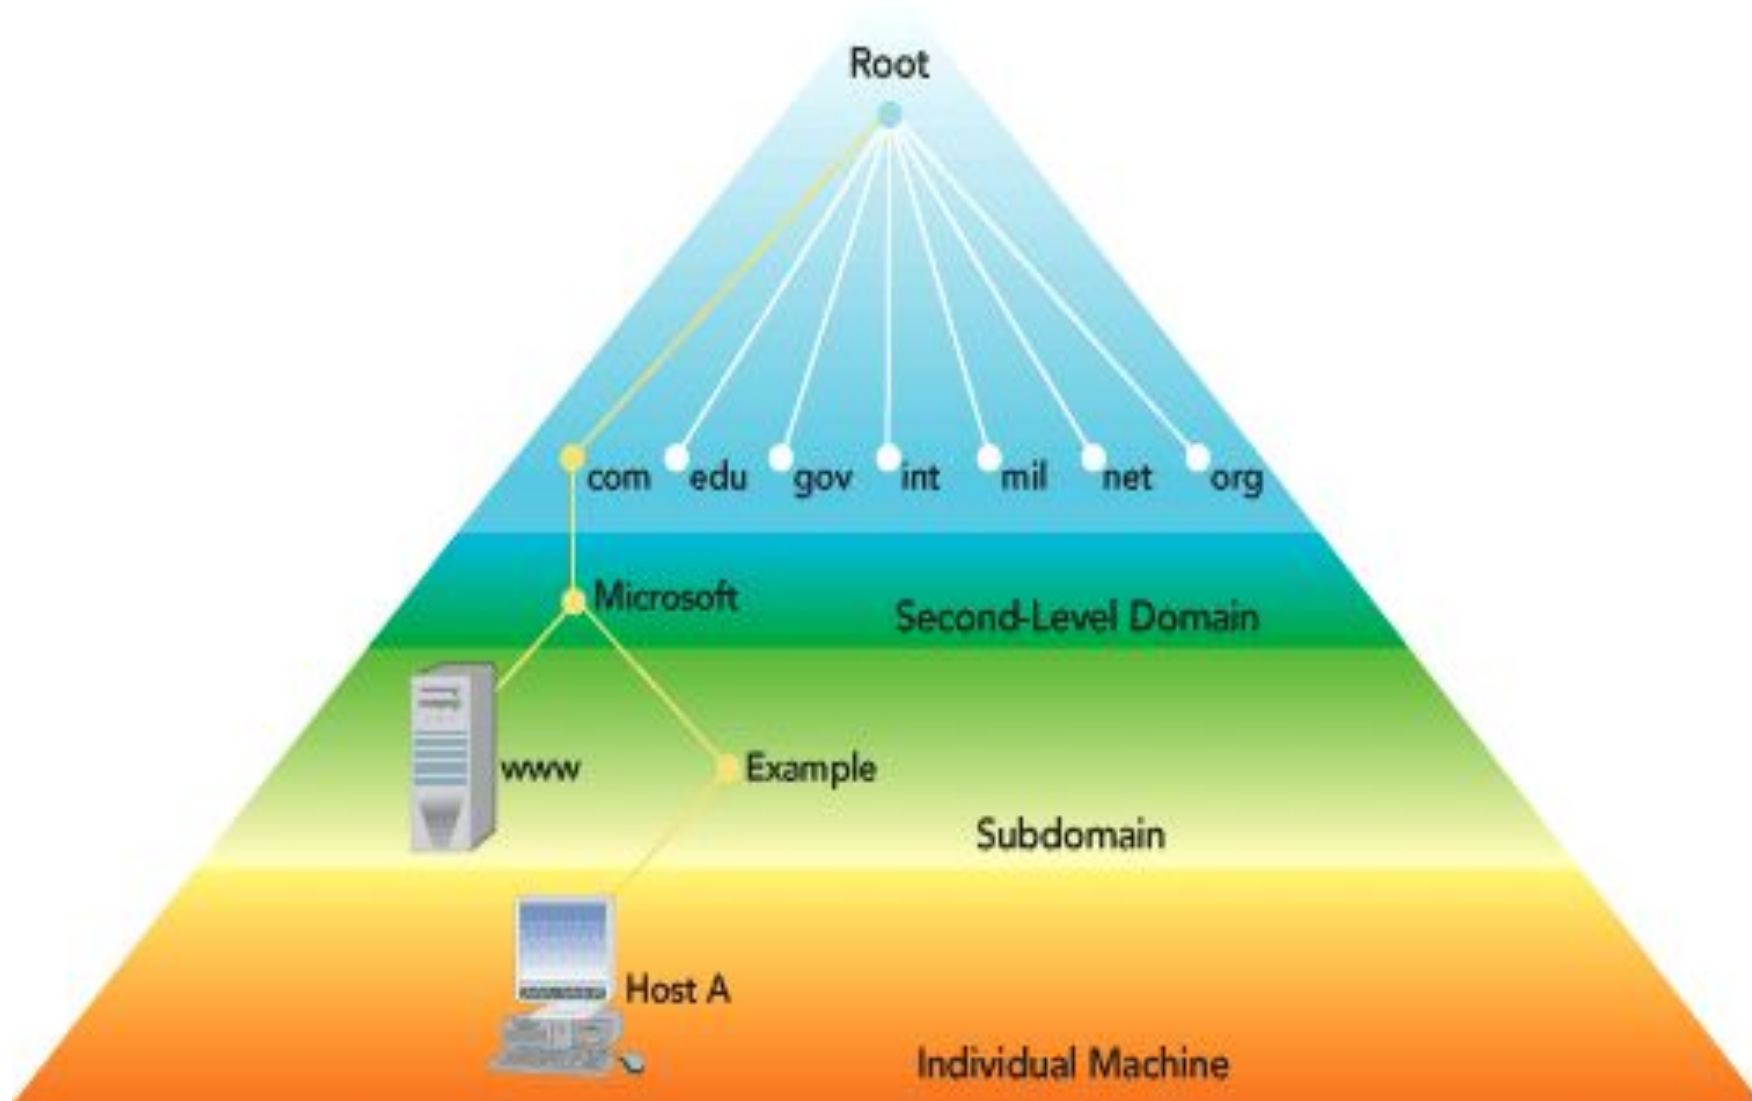 Root
com edu gov int mil net org
Microsoft
Second-Level Domain
www
Example
Subdomain
Host A
Individual Machine